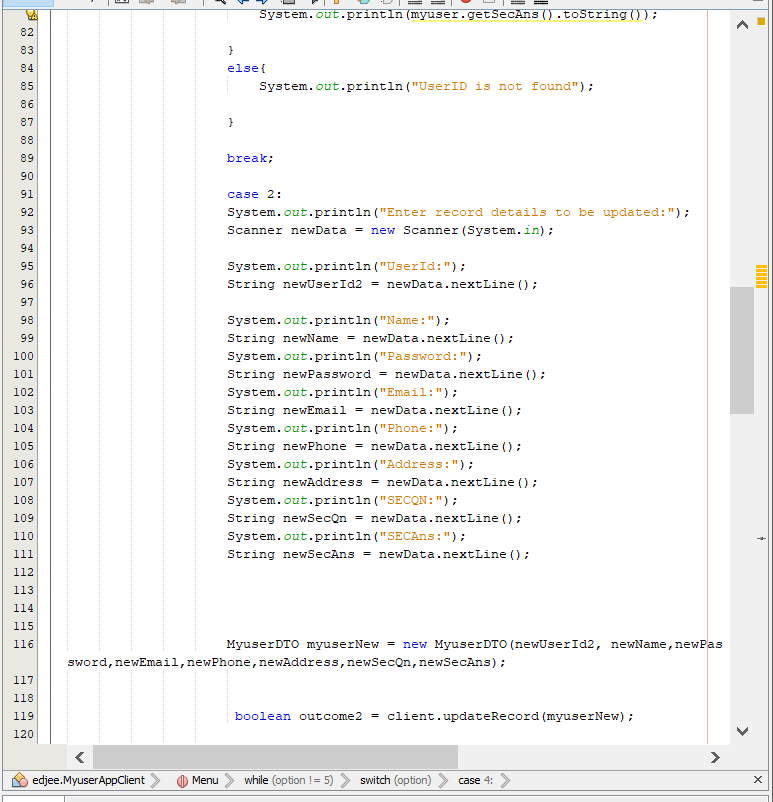 System.out.println(myuser.getSecAns().toString());
82
83 }
84 else{
85 System.out.println("UserID is not found");
86
87 }
88
89 break;
90
91 case 2:
92 System.out.println("Enter record details to be updated:");
93 Scanner newData = new Scanner(System.in);
94
95 System.out.println("UserId:");
96 String newUserId2 = newData.nextLine();
97
98 System.out.println("Name:");
99 String newName = newData.nextLine();
100 System.out.println("Password:");
101 String newPassword = newData.nextLine();
102 System.out.println("Email:");
103 String newEmail = newData.nextLine();
104 System.out.println("Phone:");
105 String newPhone = newData.nextLine();
106 System.out.println("Address:");
107 String newAddress = newData.nextLine();
108 System.out.println("SECQN:");
109 String newSecQn = newData.nextLine();
110 System.out.println("SECAns:");
111 String newSecAns = newData.nextLine();
112
113
114
115
116 MyuserDTO myuserNew = new MyuserDTO(newUserId2, newName,newPas
sword,newEmail,newPhone,newAddress,newSecQn,newSecAns);
117
118
119 boolean outcome2 = client.updateRecord(myuserNew);
120
edjee.MyuserAppClient Menu while (option != 5) switch (option) case 4: